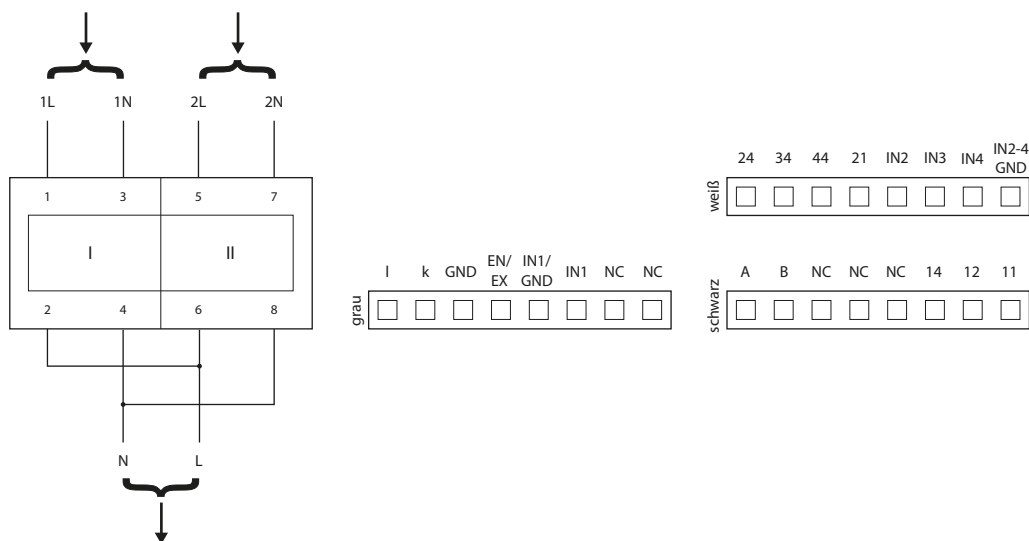 1L 1N 2L 2N
1 3 5 7
I II
2 4 6 8
N L
grau
l k GND EN/
EX IN1/
GND IN1 NC NC
weiß
24 34 44 21 IN2 IN3 IN4 IN2-4
GND
schwarz
A B NC NC NC 14 12 11